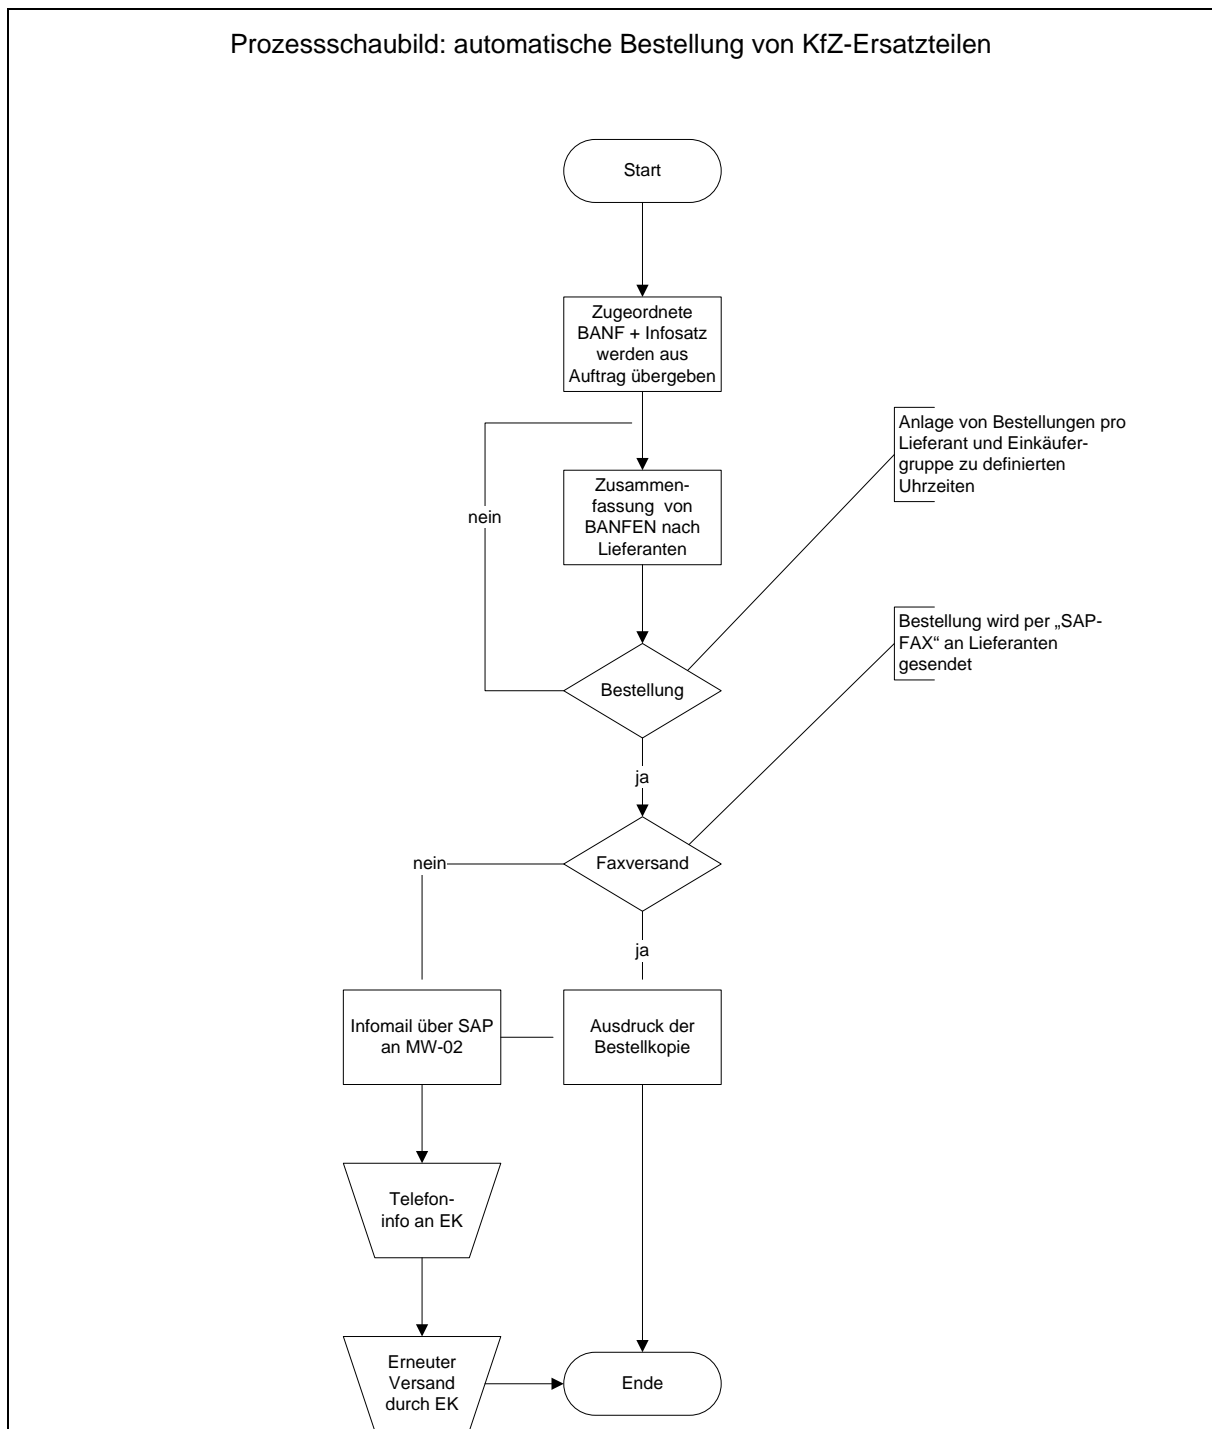 Prozessschaubild: automatische Bestellung von KfZ-Ersatzteilen
Start
Zugeordnete
BANF + Infosatz
werden aus
Auftrag übergeben
Anlage von Bestellungen pro
Lieferant und Einkäufer-
gruppe zu definierten
Uhrzeiten
Zusammen-
fassung von
BANFEN nach
Lieferanten
nein
Bestellung wird per „SAP-
FAX“ an Lieferanten
gesendet
Bestellung
ja
Faxversand
nein
ja
Infomail über SAP
an MW-02
Ausdruck der
Bestellkopie
Telefon-
info an EK
Erneuter
Versand
durch EK
Ende